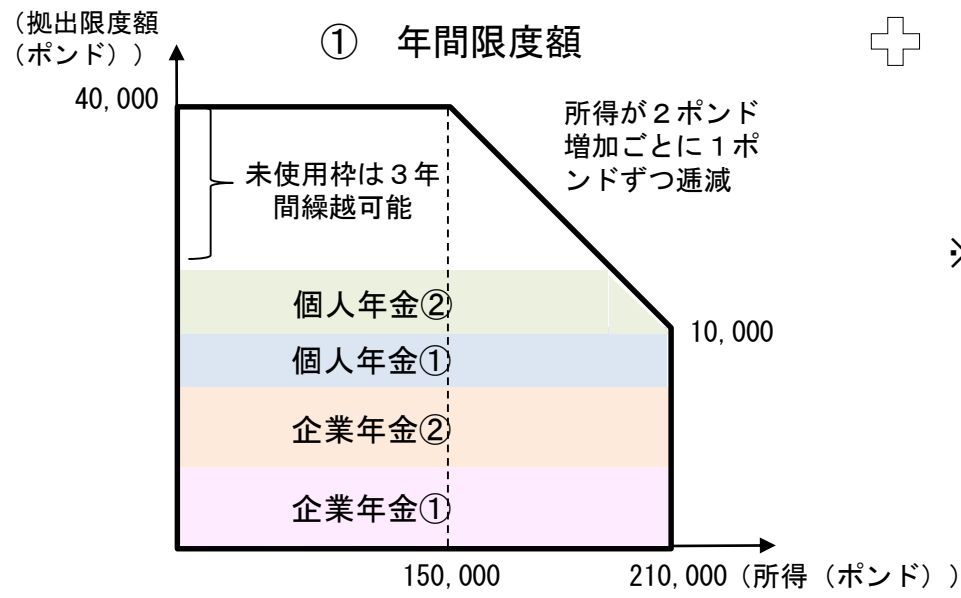 （拠出限度額
（ポンド））
① 年間限度額
40,000
所得が２ポンド
増加ごとに１ポ
ンドずつ逓減
未使用枠は３年
間繰越可能
※
個人年金②
10,000
個人年金①
企業年金②
企業年金①
150,000
210,000（所得（ポンド））